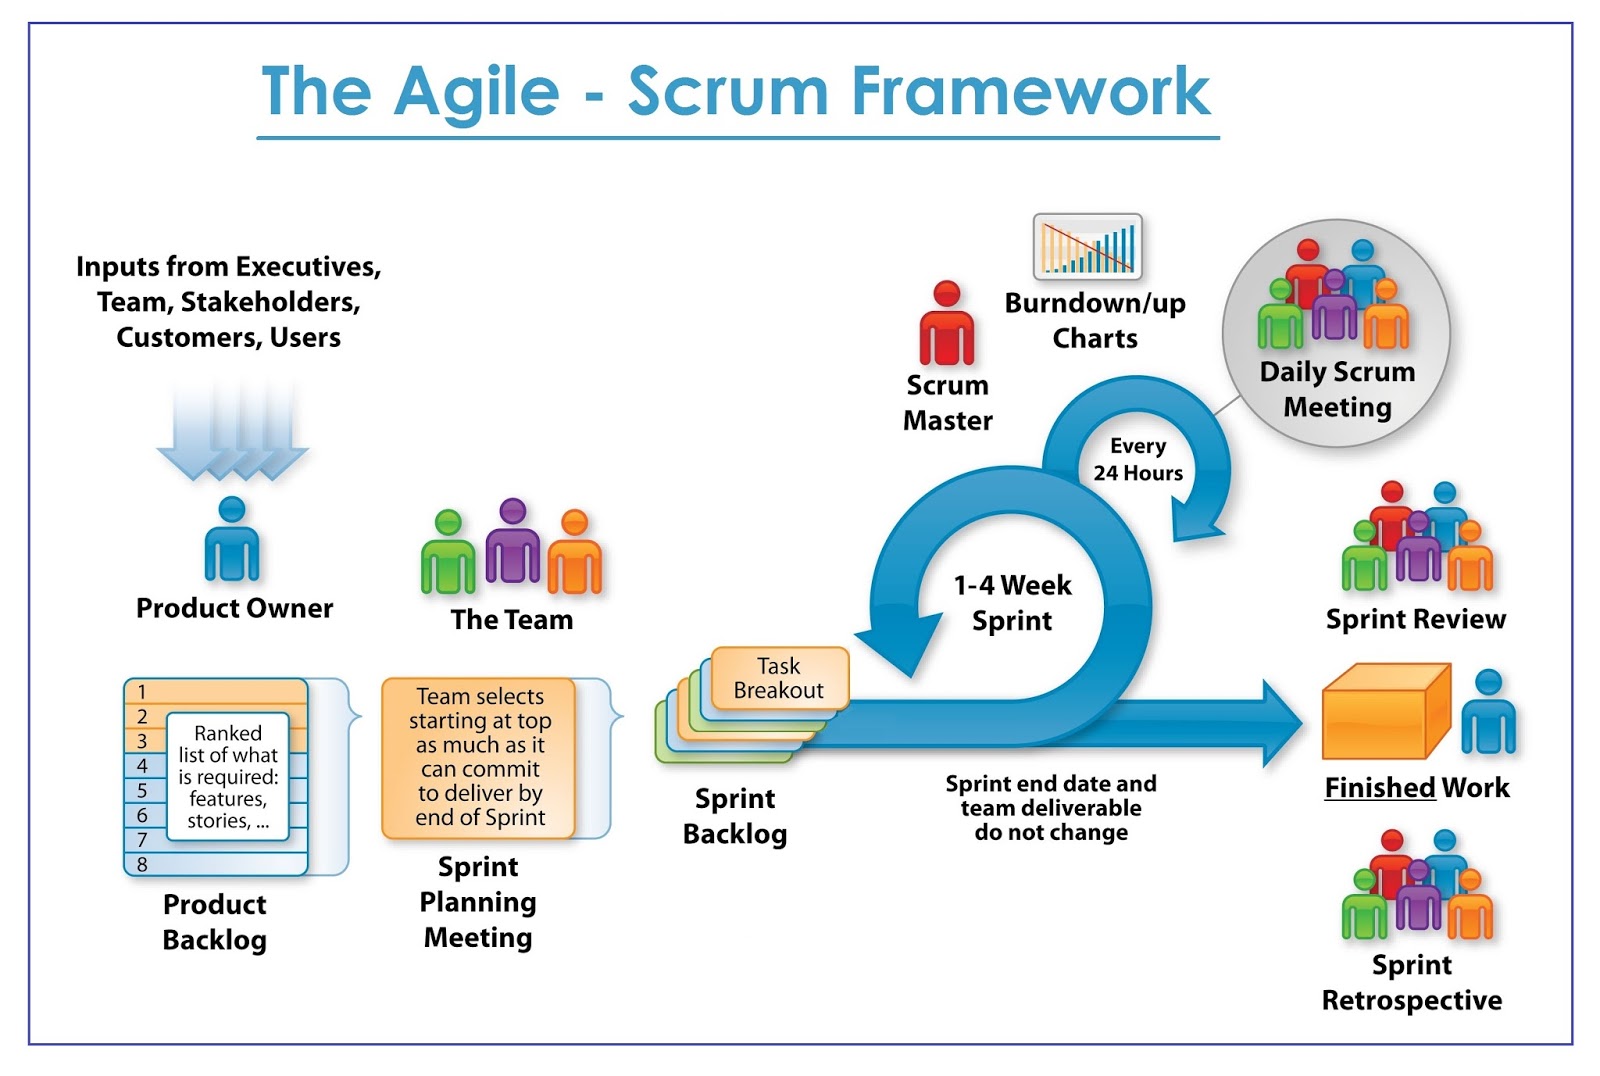 The Agile - Scrum Framework
Inputs from Executives,
Team, Stakeholders,
Customers, Users
Product Owner
The Team
1
2
3
4
5
6
7
8
Ranked
list of what
is required:
features,
stories, ...
Product
Backlog
Team selects
starting at top
as much as it
can commit
to deliver by
end of Sprint
Sprint
Planning
Meeting
Task
Breakout
Sprint
Backlog
Scrum
Master
Burndown/up
Charts
Every
24 Hours
Daily Scrum
Meeting
1-4 Week
Sprint
Sprint end date and
team deliverable
do not change
Sprint Review
Finished Work
Sprint
Retrospective